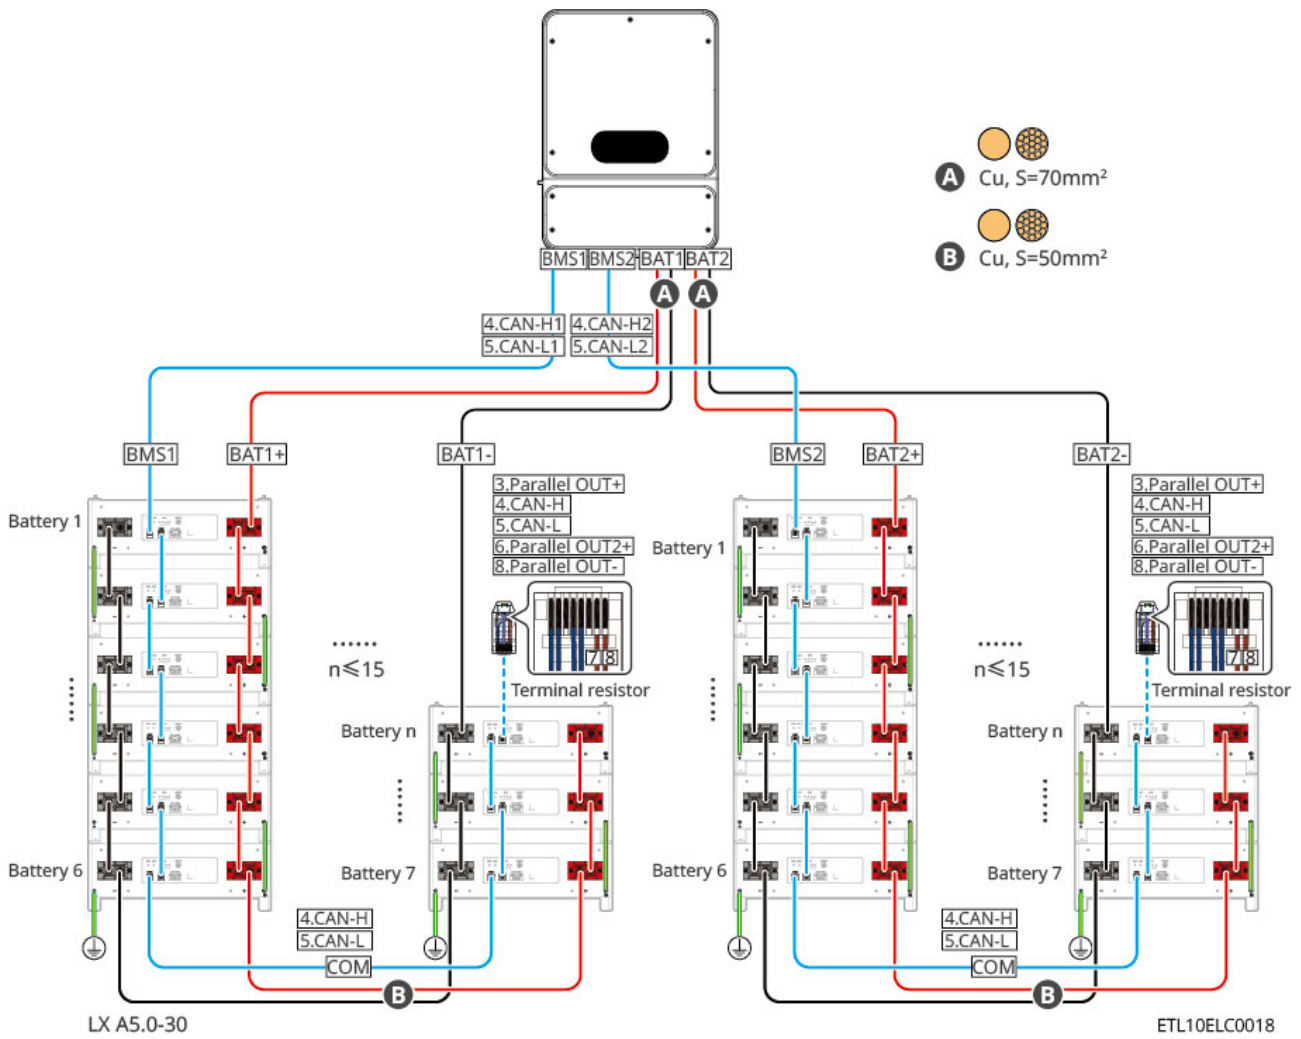 A Cu, S=70mm²
B Cu, S=50mm²
BMS1 BMS2 BAT1 BAT2
A A
4.CAN-H1 4.CAN-H2
5.CAN-L1 5.CAN-L2
BMS1 BAT1+ BAT1- BMS2 BAT2+ BAT2-
3.Parallel OUT+
4.CAN-H
5.CAN-L
6.Parallel OUT2+
8.Parallel OUT-
7 8
Terminal resistor
3.Parallel OUT+
4.CAN-H
5.CAN-L
6.Parallel OUT2+
8.Parallel OUT-
7 8
Terminal resistor
Battery 1
······
n≤15
Battery n
Battery 6
Battery 7
4.CAN-H
5.CAN-L
COM
B
Battery 1
······
n≤15
Battery n
Battery 6
Battery 7
4.CAN-H
5.CAN-L
COM
B
LX A5.0-30
ETL10ELC0018